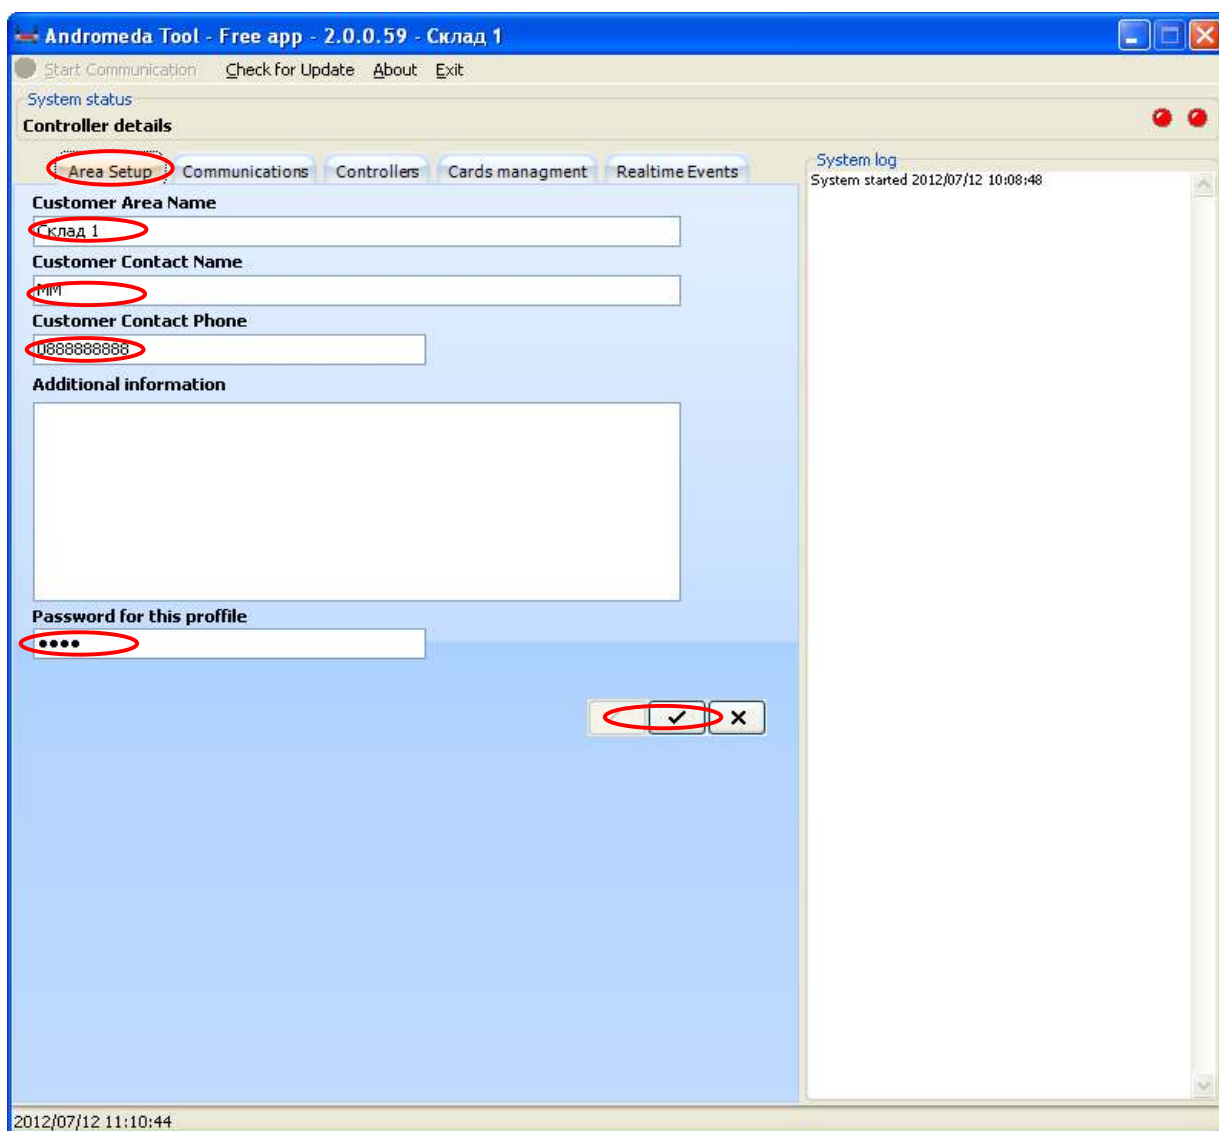 Andromeda Tool - Free app - 2.0.0.59 - Склад 1
Start Communication Check for Update About Exit
System status
Controller details
Area Setup Communications Controllers Cards managment Realtime Events
System log
System started 2012/07/12 10:08:48
Customer Area Name
Склад 1
Customer Contact Name
MM
Customer Contact Phone
0888888888
Additional information
Password for this proffile
••••
2012/07/12 11:10:44